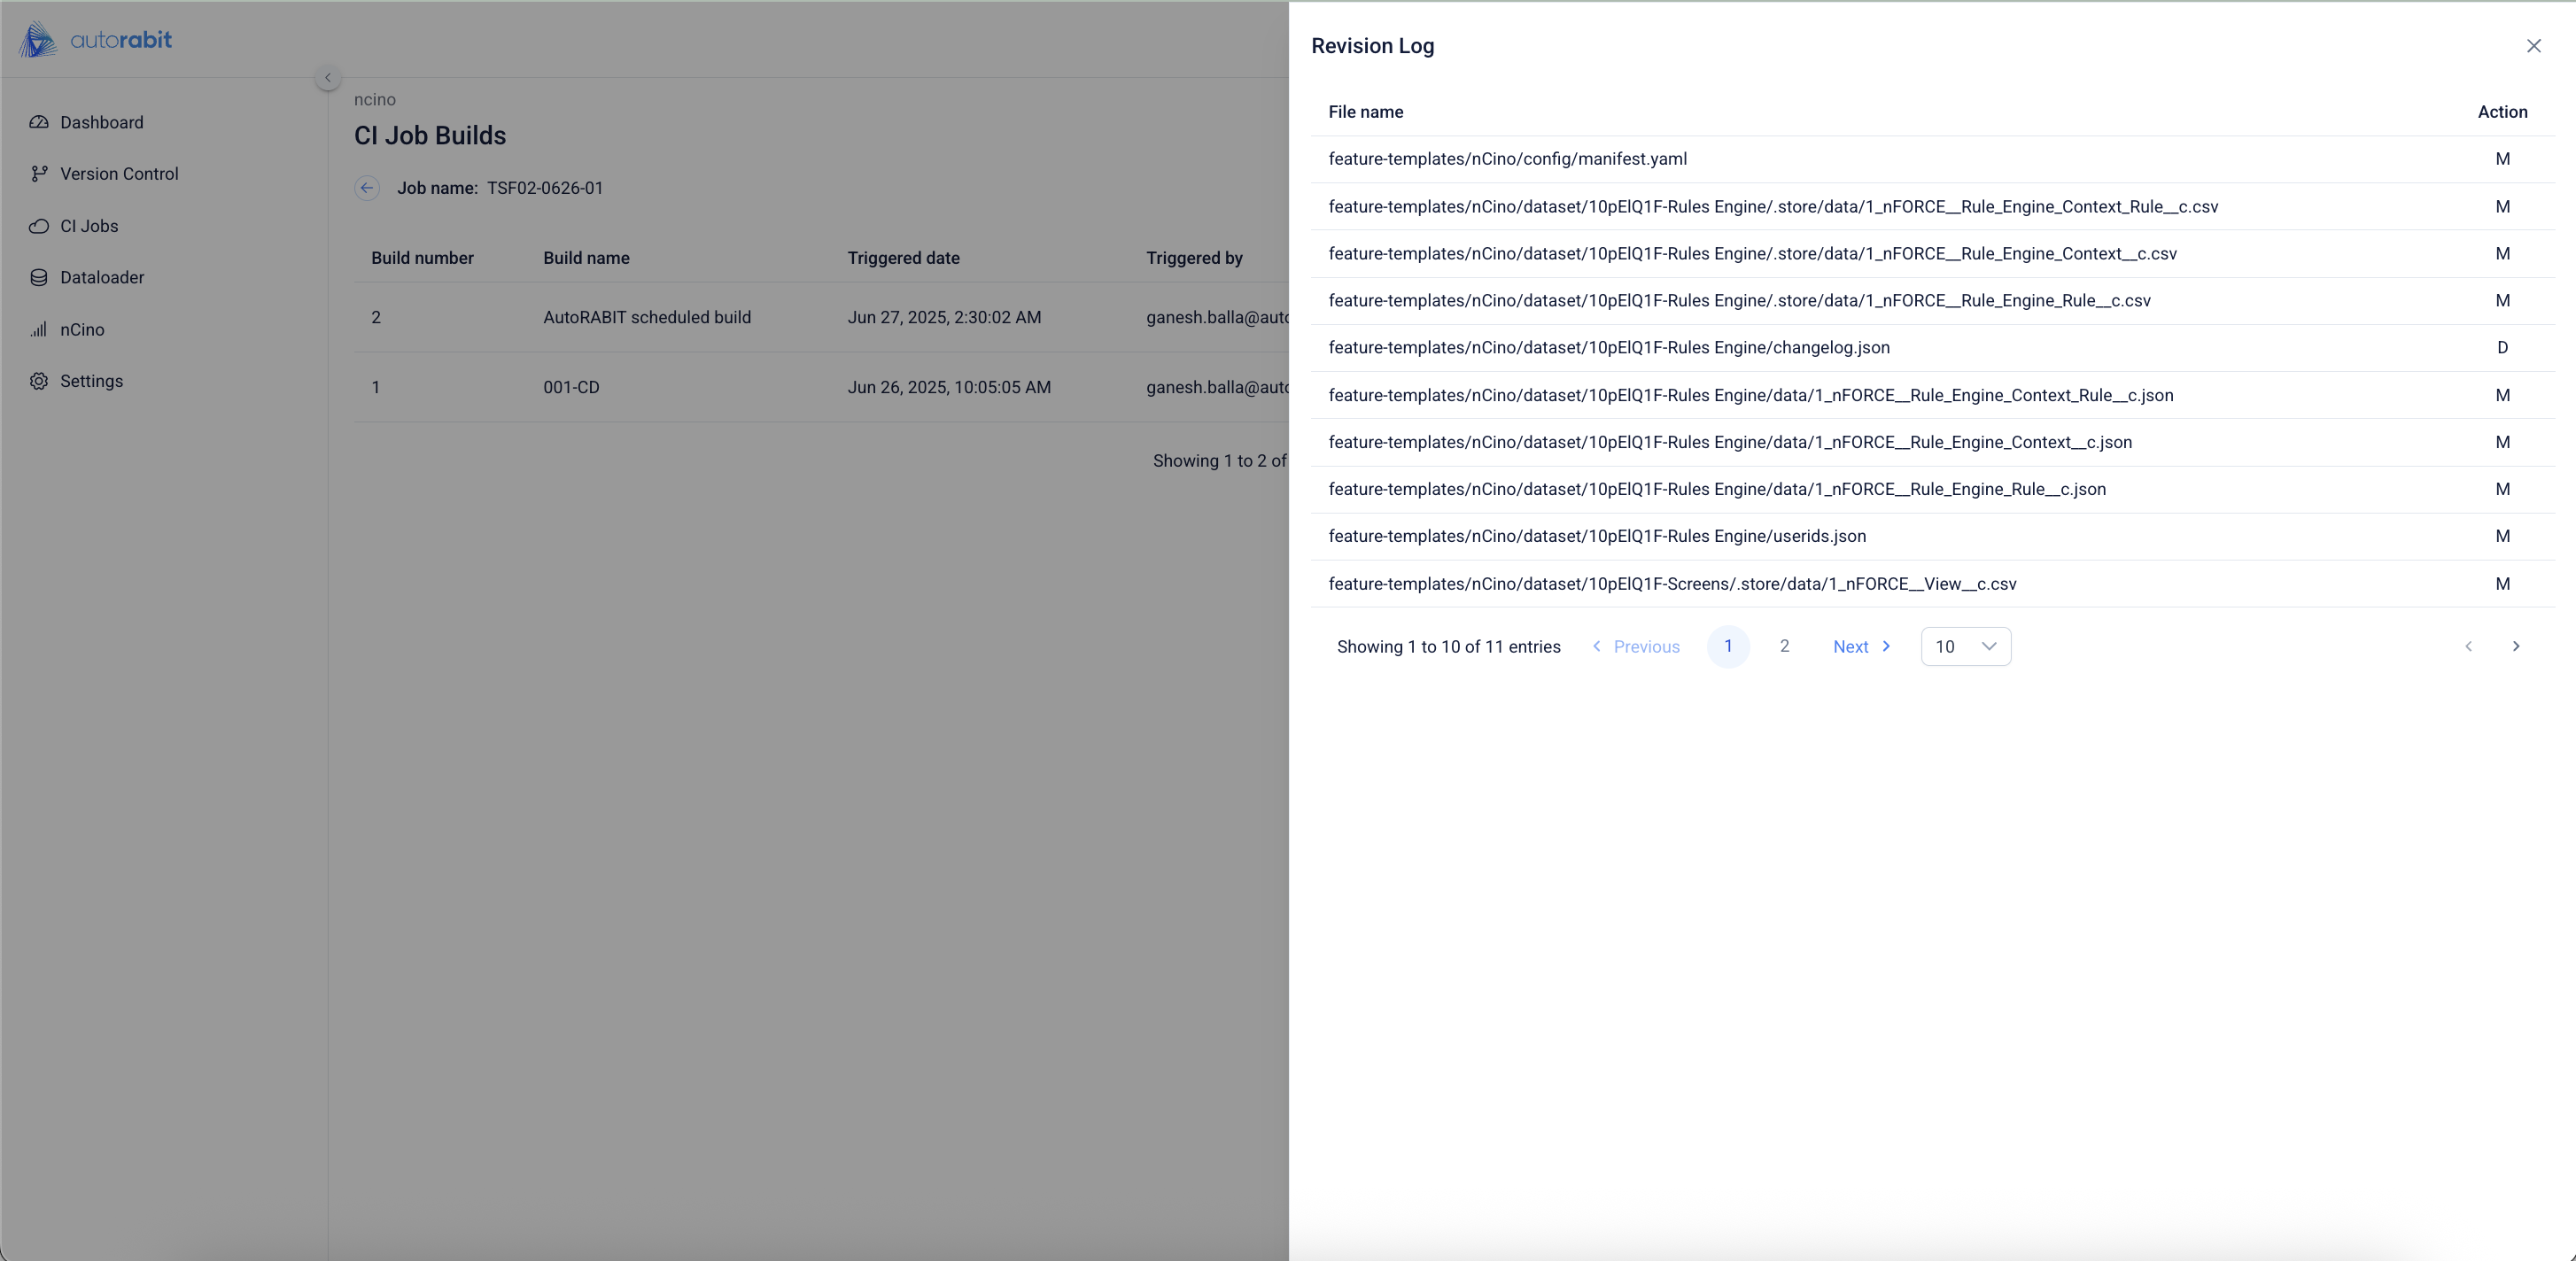 autorabit
Dashboard
Version Control
CI Jobs
Dataloader
nCino
Settings
ncino
CI Job Builds
Job name: TSF02-0626-01
Build number Build name Triggered date Triggered by
2 AutoRABIT scheduled build Jun 27, 2025, 2:30:02 AM ganesh.balla@auto
1 001-CD Jun 26, 2025, 10:05:05 AM ganesh.balla@auto
Showing 1 to 2 of
Revision Log
File name Action
feature-templates/nCino/config/manifest.yaml M
feature-templates/nCino/dataset/10pElQ1F-Rules Engine/.store/data/1_nFORCE__Rule_Engine_Context_Rule__c.csv M
feature-templates/nCino/dataset/10pElQ1F-Rules Engine/.store/data/1_nFORCE__Rule_Engine_Context__c.csv M
feature-templates/nCino/dataset/10pElQ1F-Rules Engine/.store/data/1_nFORCE__Rule_Engine_Rule__c.csv M
feature-templates/nCino/dataset/10pElQ1F-Rules Engine/changelog.json D
feature-templates/nCino/dataset/10pElQ1F-Rules Engine/data/1_nFORCE__Rule_Engine_Context_Rule__c.json M
feature-templates/nCino/dataset/10pElQ1F-Rules Engine/data/1_nFORCE__Rule_Engine_Context__c.json M
feature-templates/nCino/dataset/10pElQ1F-Rules Engine/data/1_nFORCE__Rule_Engine_Rule__c.json M
feature-templates/nCino/dataset/10pElQ1F-Rules Engine/userids.json M
feature-templates/nCino/dataset/10pElQ1F-Screens/.store/data/1_nFORCE__View__c.csv M
Showing 1 to 10 of 11 entries Previous 1 2 Next 10